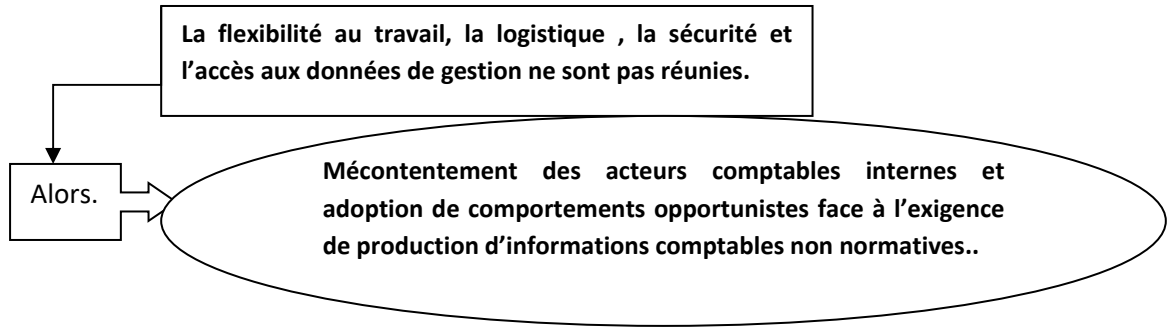 La flexibilité au travail, la logistique , la sécurité et
l’accès aux données de gestion ne sont pas réunies.
Alors.
Mécontentement des acteurs comptables internes et
adoption de comportements opportunistes face à l’exigence
de production d’informations comptables non normatives..